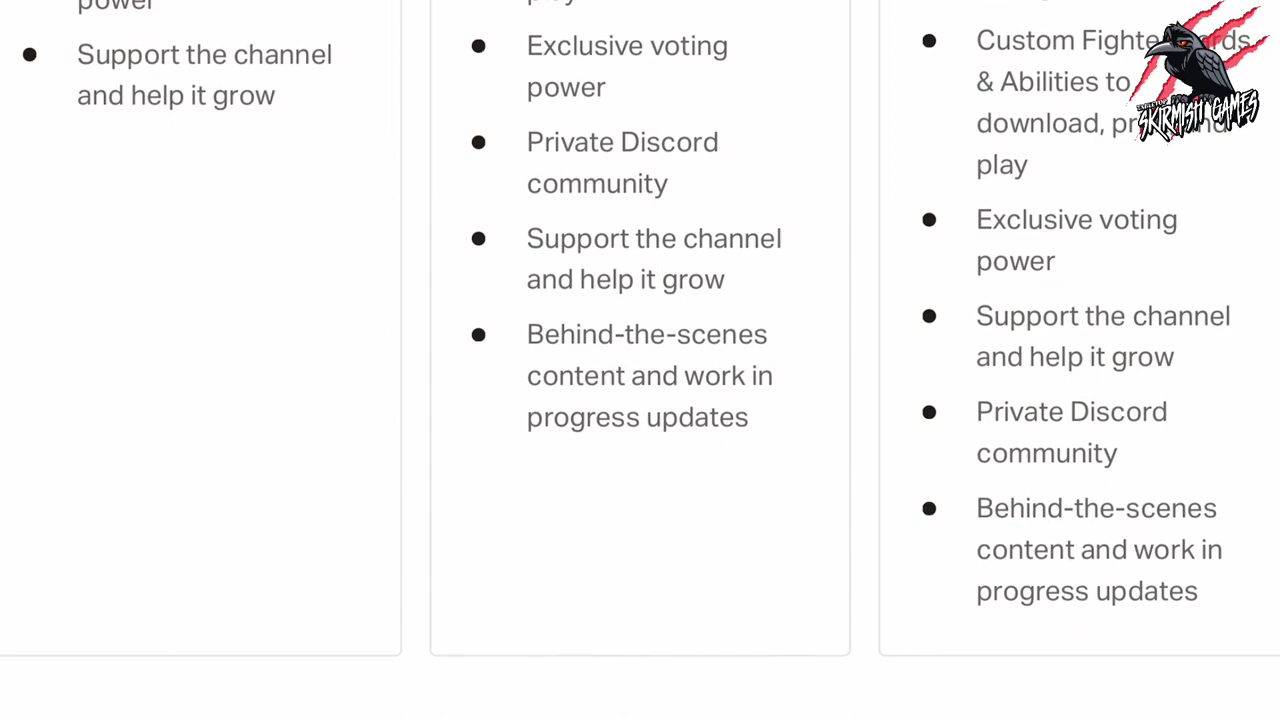 power
Support the channel
and help it grow
play
Exclusive voting
power
Private Discord
community
Support the channel
and help it grow
Behind-the-scenes
content and work in
progress updates
Custom
& Abilities to
download,
play
Exclusive voting
power
Support the channel
and help it grow
Private Discord
community
Behind-the-scenes
content and work in
progress updates
SKIRMISH GAMES